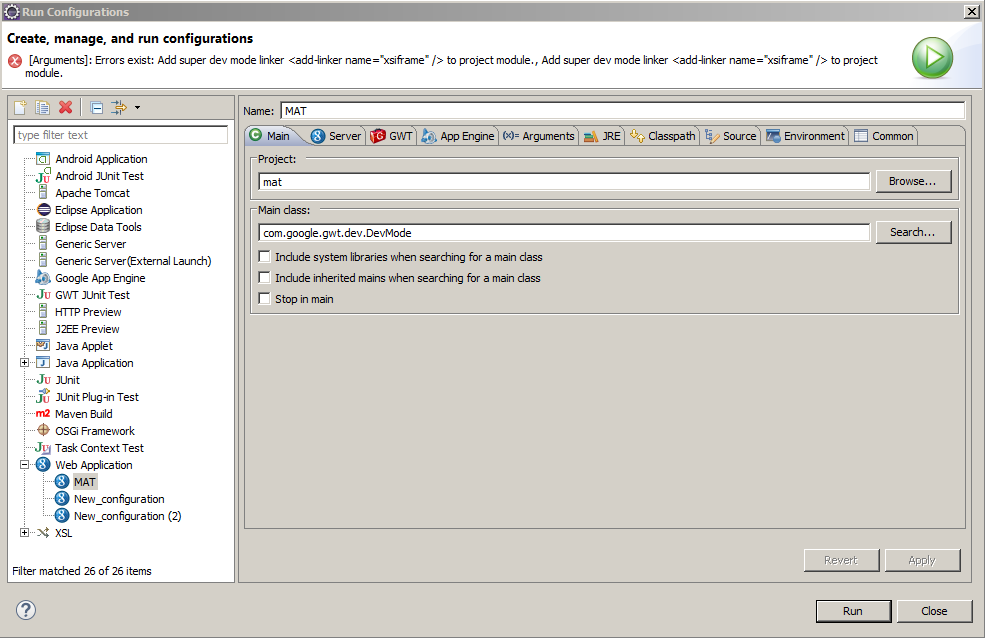 Run Configurations
Create, manage, and run configurations
[Arguments]: Errors exist: Add super dev mode linker <add-linker name="xsiframe" /> to project module., Add super dev mode linker <add-linker name="xsiframe" /> to project
module.
Name: MAT
type filter text
Android Application
Android JUnit Test
Apache Tomcat
Eclipse Application
Eclipse Data Tools
Generic Server
Generic Server(External Launch)
Google App Engine
GWT JUnit Test
HTTP Preview
J2EE Preview
Java Applet
Java Application
JUnit
JUnit Plug-in Test
Maven Build
OSGi Framework
Task Context Test
Web Application
MAT
New_configuration
New_configuration (2)
XSL
Filter matched 26 of 26 items
Main Server GWT App Engine (x)= Arguments JRE Classpath Source Environment Common
Project:
mat Browse...
Main class:
com.google.gwt.dev.DevMode Search...
Include system libraries when searching for a main class
Include inherited mains when searching for a main class
Stop in main
Revert Apply
Run Close